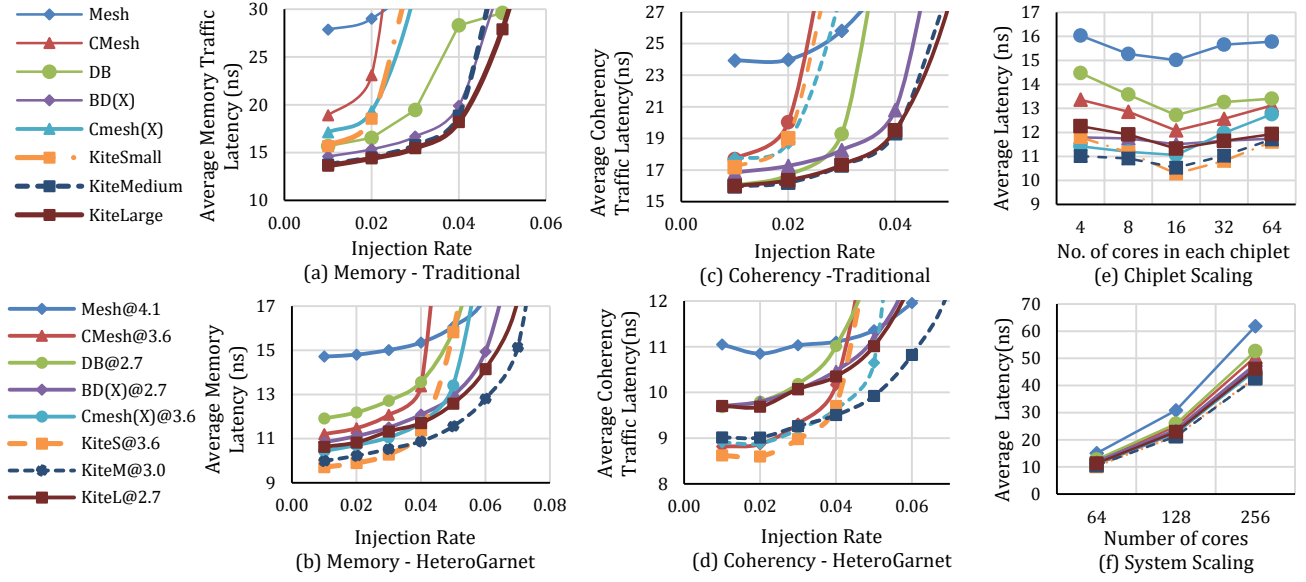 Mesh
CMesh
DB
BD(X)
Cmesh(X)
KiteSmall
KiteMedium
KiteLarge
Average Memory Traffic
Latency (ns)
30
25
20
15
10
0.00
0.02
0.04
0.06
Injection Rate
(a) Memory - Traditional
Average Coherency
Traffic Latency(ns)
27
25
23
21
19
17
15
0.00
0.02
0.04
Injection Rate
(c) Coherency -Traditional
Average Latency (ns)
17
16
15
14
13
12
11
10
9
4
8
16
32
64
No. of cores in each chiplet
(e) Chiplet Scaling
Mesh@4.1
CMesh@3.6
DB@2.7
BD(X)@2.7
Cmesh(X)@3.6
KiteS@3.6
KiteM@3.0
KiteL@2.7
Average Memory
Latency (ns)
17
15
13
11
9
0.00
0.02
0.04
0.06
0.08
Injection Rate
(b) Memory - HeteroGarnet
Average Coherency
Traffic Latency(ns)
12
11
10
9
8
0.00
0.02
0.04
0.06
Injection Rate
(d) Coherency - HeteroGarnet
Average Latency(ns)
70
60
50
40
30
20
10
0
64
128
256
Number of cores
(f) System Scaling